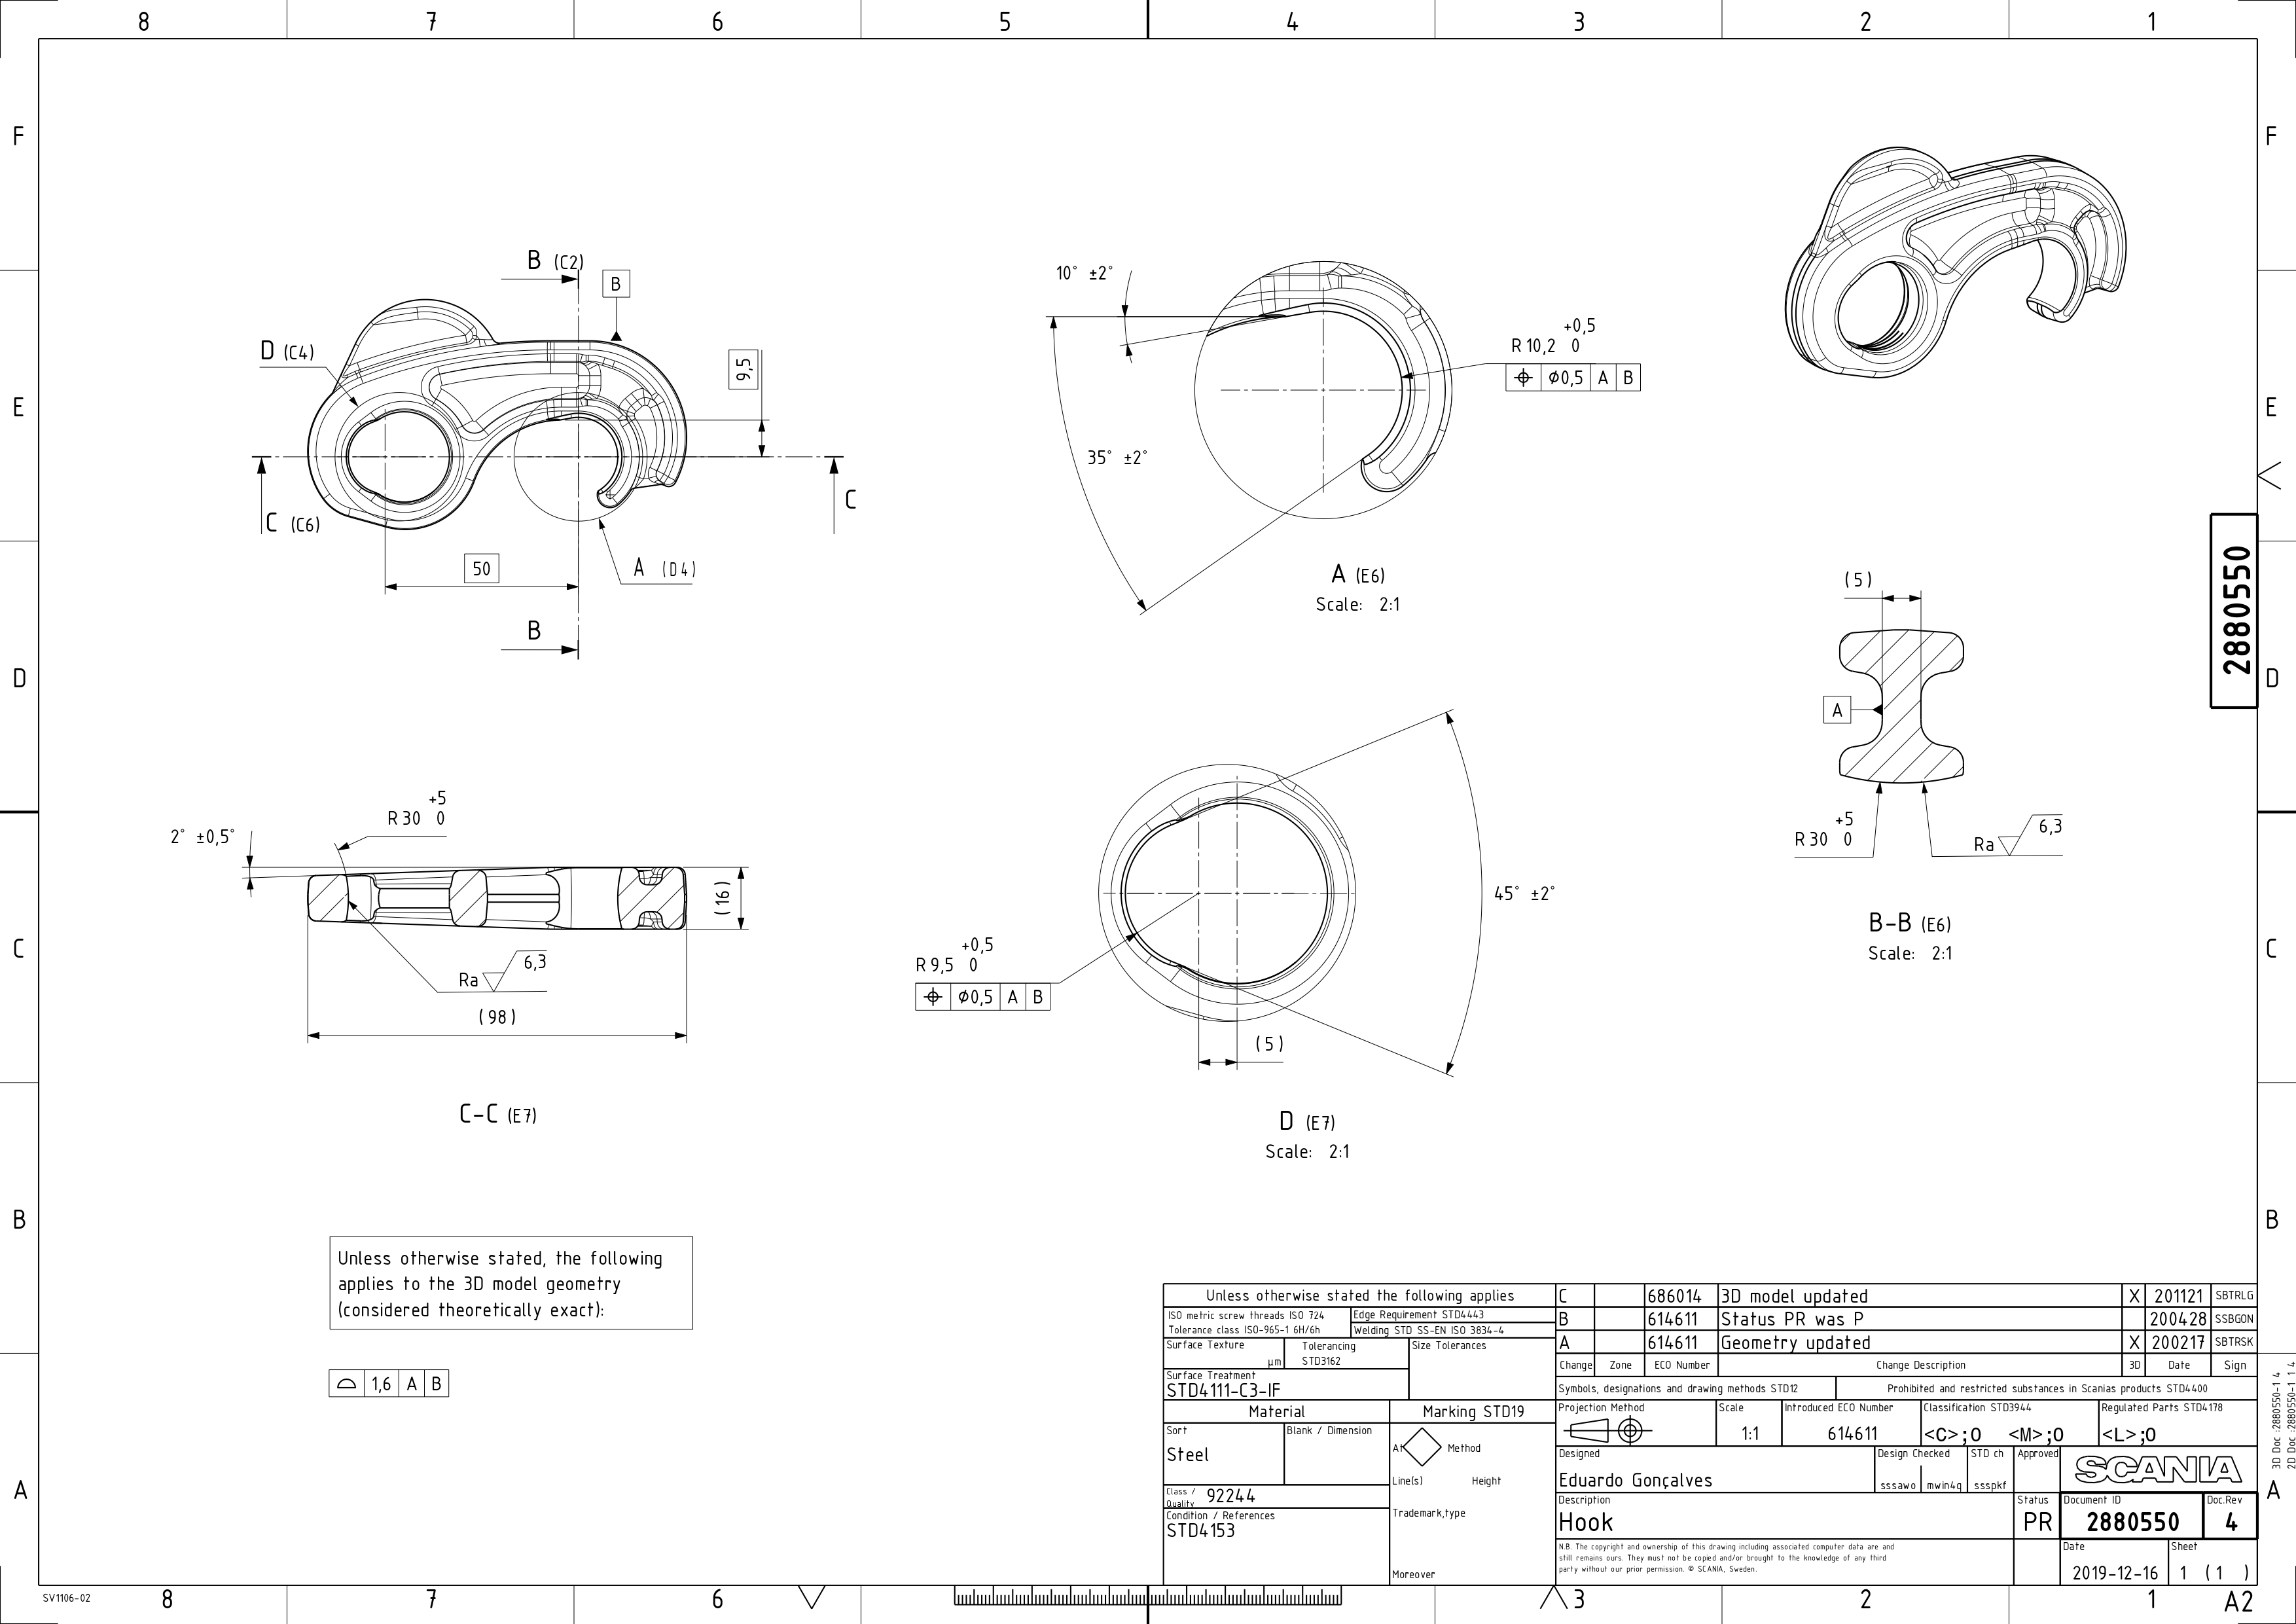 8 7 6 5 4 3 2 1
F F
E E
D D
C C
B B
A A
B (C2)
B
D (C4)
9,5
C (C6)
C
50
A (D4)
B
10° ±2°
35° ±2°
+0,5
R 10,2 0
⌖ Ø0,5 A B
A (E6)
Scale: 2:1
2880550
(5)
A
+5
R 30 0
Ra 6,3
B-B (E6)
Scale: 2:1
+5
R 30 0
2° ±0,5°
(16)
Ra 6,3
(98)
C-C (E7)
45° ±2°
+0,5
R 9,5 0
⌖ Ø0,5 A B
(5)
D (E7)
Scale: 2:1
Unless otherwise stated, the following
applies to the 3D model geometry
(considered theoretically exact):
⌓ 1,6 A B
Unless otherwise stated the following applies
ISO metric screw threads ISO 724
Tolerance class ISO-965-1 6H/6h
Edge Requirement STD4443
Welding STD SS-EN ISO 3834-4
Surface Texture
µm
Tolerancing
STD3162
Size Tolerances
Surface Treatment
STD4111-C3-IF
Material
Marking STD19
Sort
Steel
Blank / Dimension
At
Method
Line(s) Height
Class /
Quality
92244
Condition / References
STD4153
Trademark,type
Moreover
C 686014 3D model updated X 201121 SBTRLG
B 614611 Status PR was P 200428 SSBGON
A 614611 Geometry updated X 200217 SBTRSK
Change Zone ECO Number Change Description 3D Date Sign
Symbols, designations and drawing methods STD12
Prohibited and restricted substances in Scanias products STD4400
Projection Method
Scale
1:1
Introduced ECO Number
614611
Classification STD3944
<C>;0 <M>;0
Regulated Parts STD4178
<L>;0
Designed
Eduardo Gonçalves
Design Checked
sssawo mwin4q
STD ch
ssspkf
Approved
SCANIA
Description
Hook
Status
PR
Document ID
2880550
Doc.Rev
4
N.B. The copyright and ownership of this drawing including associated computer data are and
still remains ours. They must not be copied and/or brought to the knowledge of any third
party without our prior permission. © SCANIA, Sweden.
Date
2019-12-16
Sheet
1 (1 )
3D Doc :2880550-1 4
2D Doc :2880550-1 1 4
SV1106-02
8 7 6 3 2 1
A2